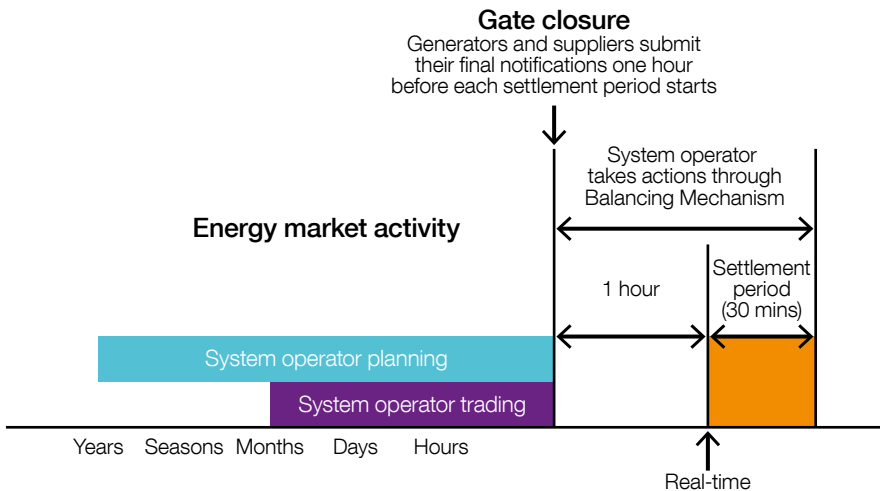 Gate closure
Generators and suppliers submit
their final notifications one hour
before each settlement period starts
System operator
takes actions through
Balancing Mechanism
Energy market activity
1 hour
Settlement
period
(30 mins)
System operator planning
System operator trading
Years Seasons Months Days Hours
Real-time